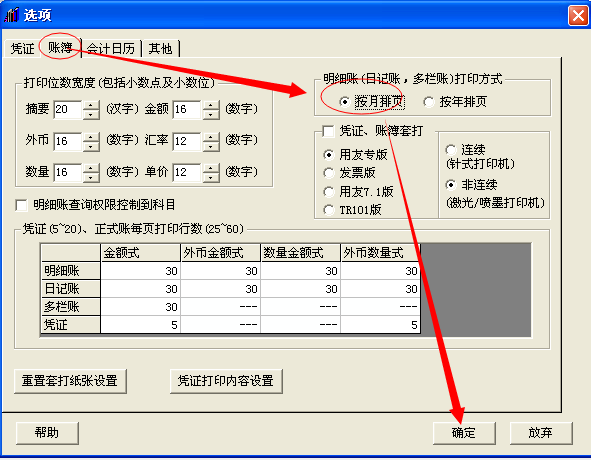 选项
凭证 账簿 会计日历 其他
打印位数宽度(包括小数点及小数位)
摘要 20 (汉字) 金额 16 (数字)
外币 16 (数字) 汇率 12 (数字)
数量 16 (数字) 单价 12 (数字)
明细账查询权限控制到科目
明细账(日记账,多栏账)打印方式
按月排页 按年排页
凭证、账簿套打
用友专版
发票版
用友7.1版
TR101版
连续
(针式打印机)
非连续
(激光/喷墨打印机)
凭证(5~20)、正式账每页打印行数(25~60)
金额式 外币金额式 数量金额式 外币数量式
明细账 30 30 30 30
日记账 30 30 30 30
多栏账 30 --- --- ---
凭证 5 --- --- 5
重置套打纸张设置 凭证打印内容设置
帮助 确定 放弃